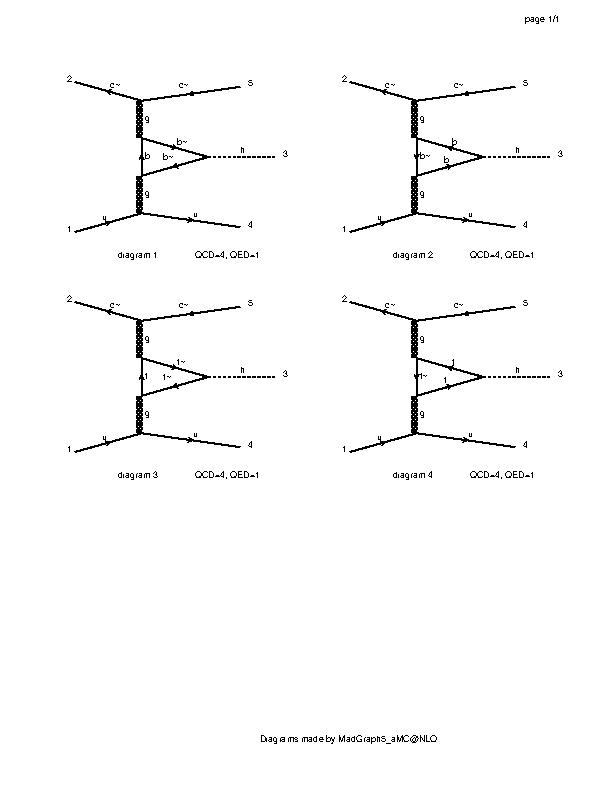 page 1/1
2 c~ c~ 5
g
b~
b b~ h 3
g
u u
1 4
diagram 1 QCD=4, QED=1
2 c~ c~ 5
g
b
b~ b h 3
g
u u
1 4
diagram 2 QCD=4, QED=1
2 c~ c~ 5
g
t~
t t~ h 3
g
u u
1 4
diagram 3 QCD=4, QED=1
2 c~ c~ 5
g
t
t~ t h 3
g
u u
1 4
diagram 4 QCD=4, QED=1
Diagrams made by MadGraph5_aMC@NLO